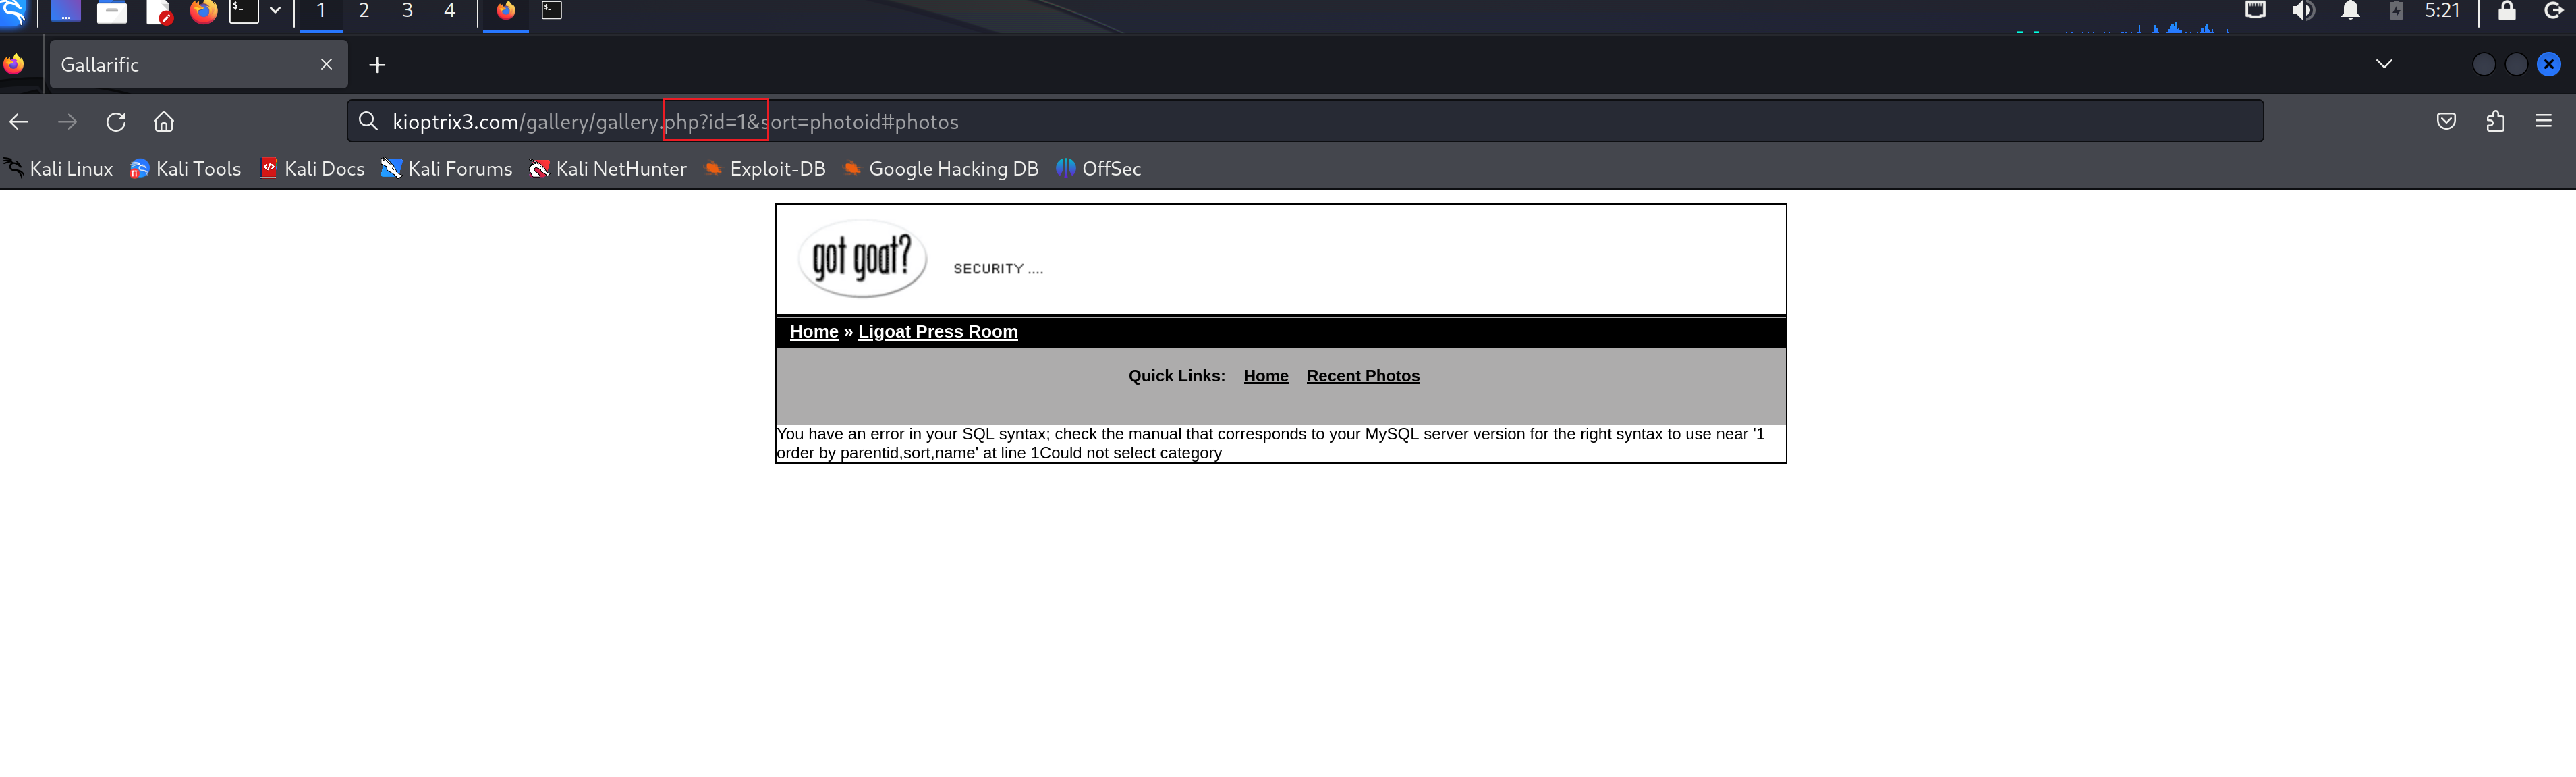 1 2 3 4 5:21
Gallarific
kioptrix3.com/gallery/gallery.php?id=1&sort=photoid#photos
Kali Linux Kali Tools Kali Docs Kali Forums Kali NetHunter Exploit-DB Google Hacking DB OffSec
got goat?
SECURITY ....
Home » Ligoat Press Room
Quick Links: Home Recent Photos
You have an error in your SQL syntax; check the manual that corresponds to your MySQL server version for the right syntax to use near '1
order by parentid,sort,name' at line 1Could not select category